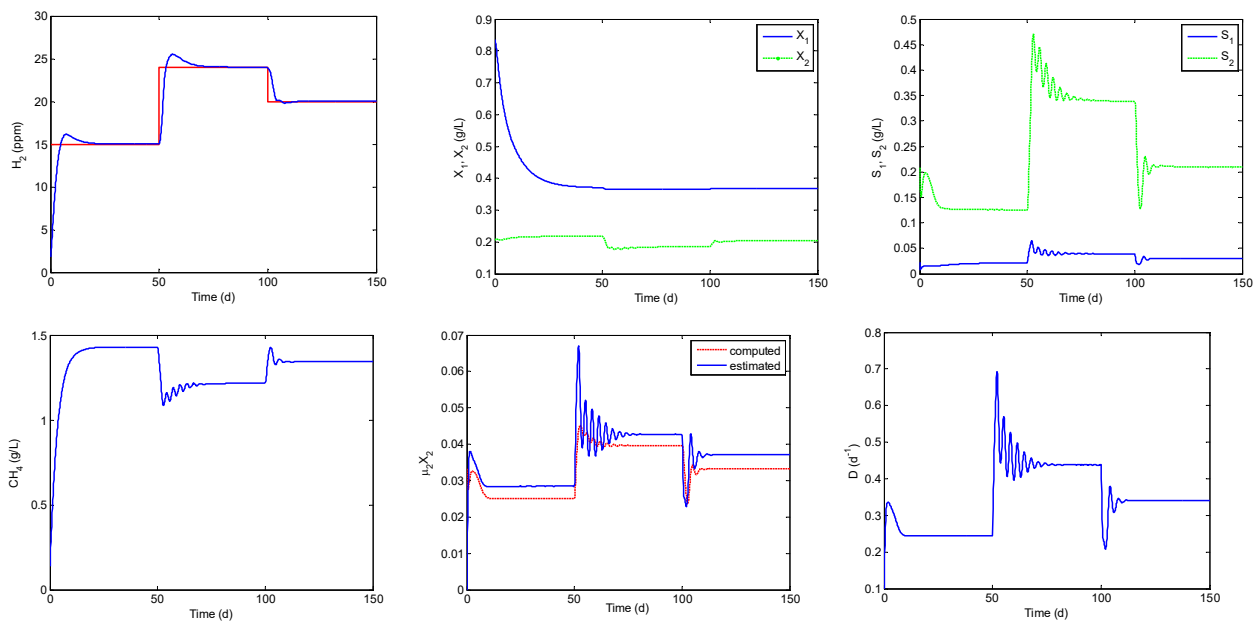 30
25
20
15
10
5
0
0 50 100 150
H2 (ppm)
Time (d)
0.9
0.8
0.7
0.6
0.5
0.4
0.3
0.2
0.1
0 50 100 150
X1, X2 (g/L)
Time (d)
X1
X2
0.5
0.45
0.4
0.35
0.3
0.25
0.2
0.15
0.1
0.05
0
0 50 100 150
S1, S2 (g/L)
Time (d)
S1
S2
1.5
1
0.5
0
0 50 100 150
CH4 (g/L)
Time (d)
0.07
0.06
0.05
0.04
0.03
0.02
0.01
0.00
0 50 100 150
μ2X2
Time (d)
computed
estimated
0.8
0.7
0.6
0.5
0.4
0.3
0.2
0.1
0 50 100 150
D (d-1)
Time (d)